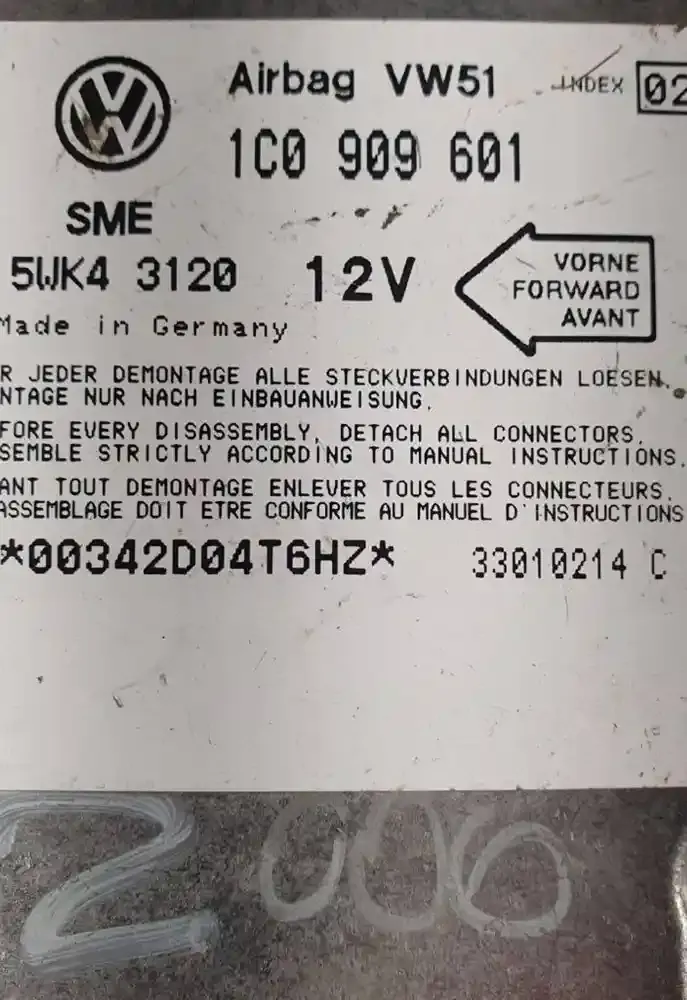 Airbag VW51 INDEX 02
1C0 909 601
SME
5WK4 3120 12V
VORNE
FORWARD
AVANT
Made in Germany
R JEDER DEMONTAGE ALLE STECKVERBINDUNGEN LOESEN.
NTAGE NUR NACH EINBAUANWEISUNG.
FORE EVERY DISASSEMBLY, DETACH ALL CONNECTORS.
SEMBLE STRICTLY ACCORDING TO MANUAL INSTRUCTIONS.
ANT TOUT DEMONTAGE ENLEVER TOUS LES CONNECTEURS.
ASSEMBLAGE DOIT ETRE CONFORME AU MANUEL D'INSTRUCTIONS
*00342D04T6HZ* 33010214 C
2006